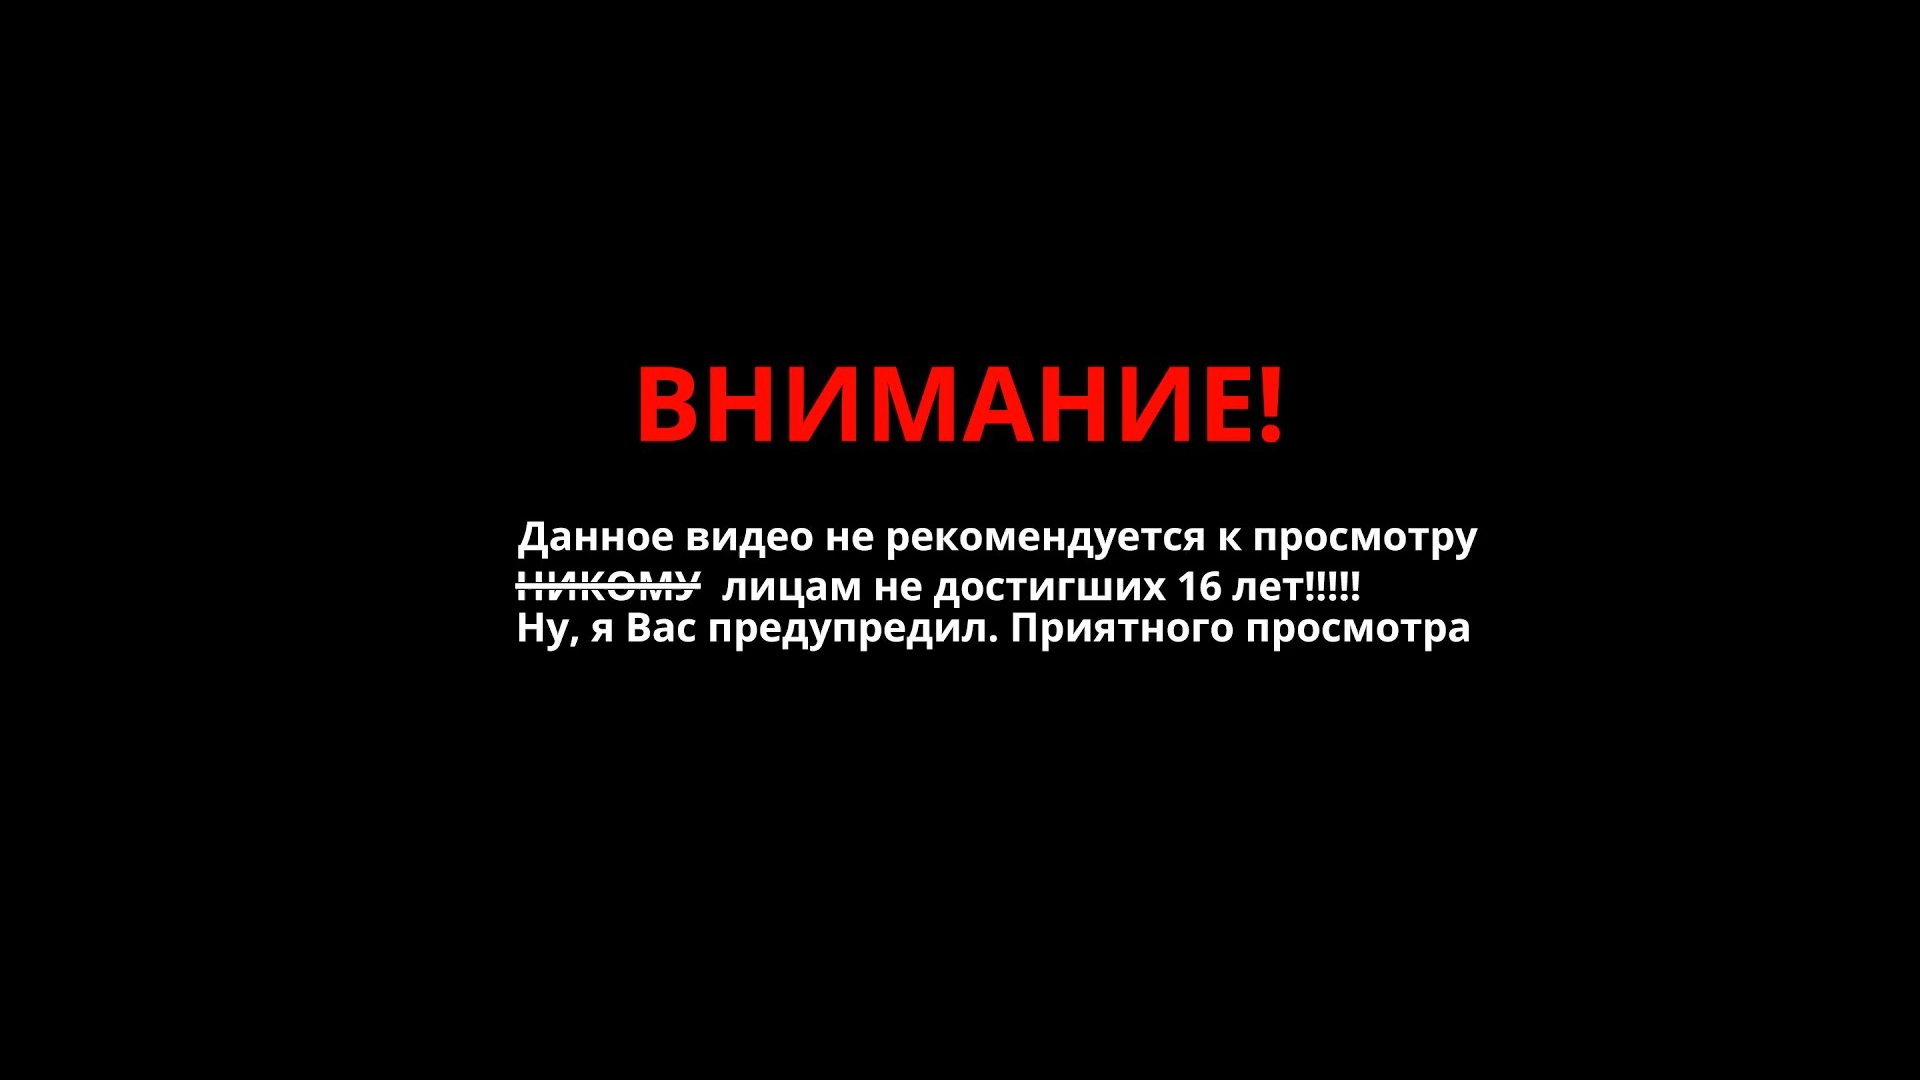 ВНИМАНИЕ!
Данное видео не рекомендуется к просмотру
НИКОМУ лицам не достигших 16 лет!!!!!
Ну, я Вас предупредил. Приятного просмотра